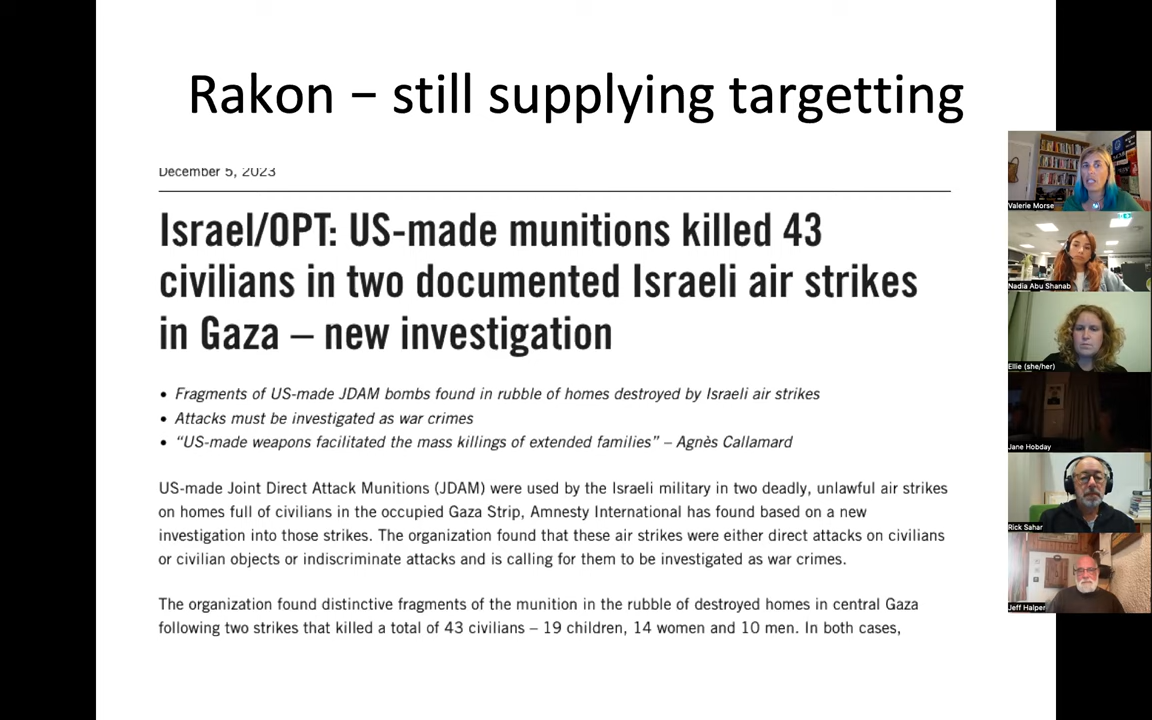 Rakon – still supplying targetting
December 5, 2023
Israel/OPT: US-made munitions killed 43
civilians in two documented Israeli air strikes
in Gaza – new investigation
• Fragments of US-made JDAM bombs found in rubble of homes destroyed by Israeli air strikes
• Attacks must be investigated as war crimes
• “US-made weapons facilitated the mass killings of extended families” – Agnès Callamard
US-made Joint Direct Attack Munitions (JDAM) were used by the Israeli military in two deadly, unlawful air strikes
on homes full of civilians in the occupied Gaza Strip, Amnesty International has found based on a new
investigation into those strikes. The organization found that these air strikes were either direct attacks on civilians
or civilian objects or indiscriminate attacks and is calling for them to be investigated as war crimes.
The organization found distinctive fragments of the munition in the rubble of destroyed homes in central Gaza
following two strikes that killed a total of 43 civilians – 19 children, 14 women and 10 men. In both cases,
Valerie Morse
Nadia Abu Shanab
Ellie (she/her)
Jane Hobday
Rick Sahar
Jeff Halper